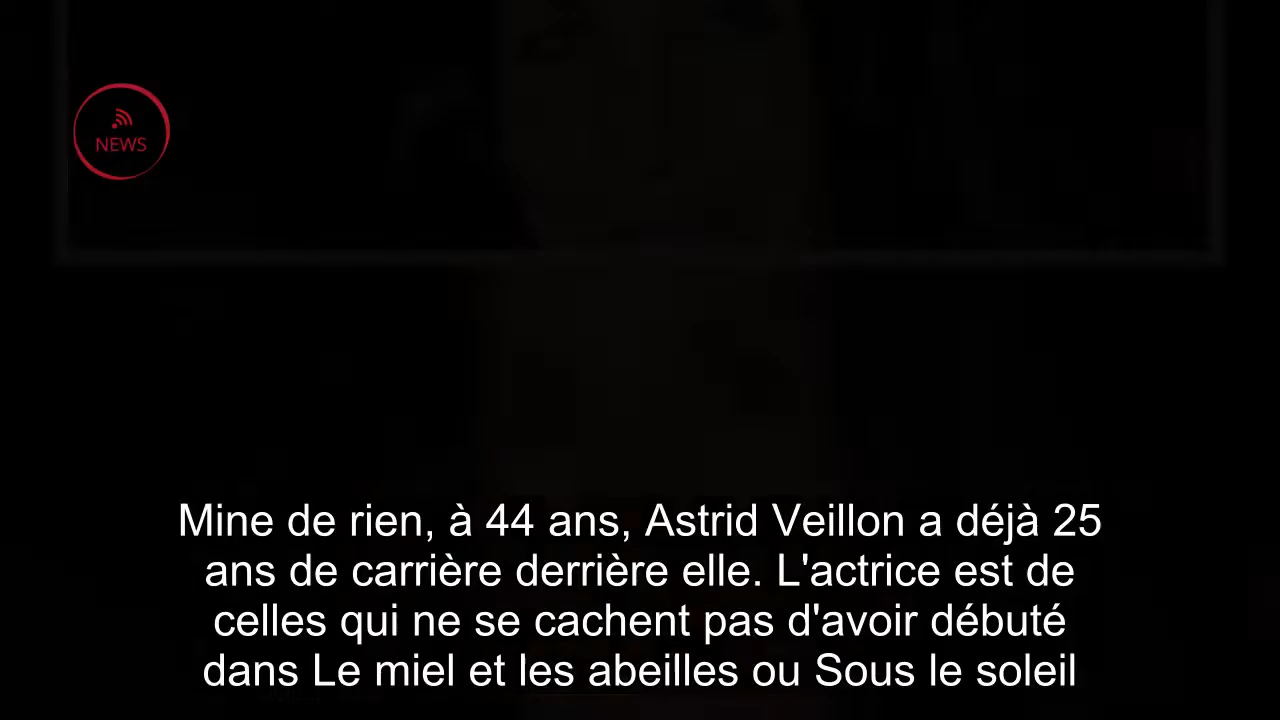 NEWS
Mine de rien, à 44 ans, Astrid Veillon a déjà 25
ans de carrière derrière elle. L'actrice est de
celles qui ne se cachent pas d'avoir débuté
dans Le miel et les abeilles ou Sous le soleil